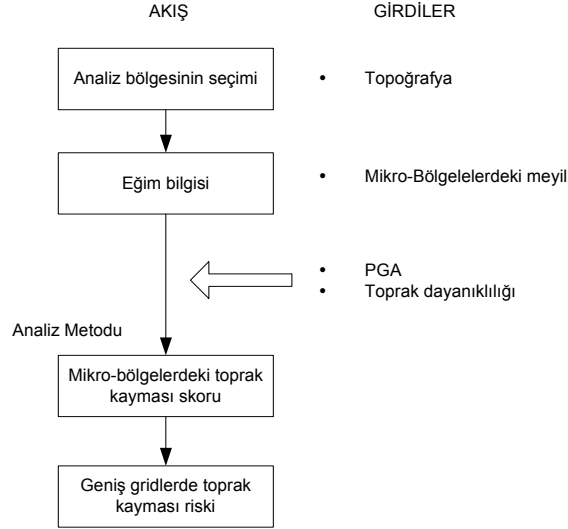 AKIŞ
GİRDİLER
Analiz bölgesinin seçimi
• Topoğrafya
Eğim bilgisi
• Mikro-Bölgelelerdeki meyil
• PGA
• Toprak dayanıklılığı
Analiz Metodu
Mikro-bölgelerdeki toprak
kayması skoru
Geniş gridlerde toprak
kayması riski